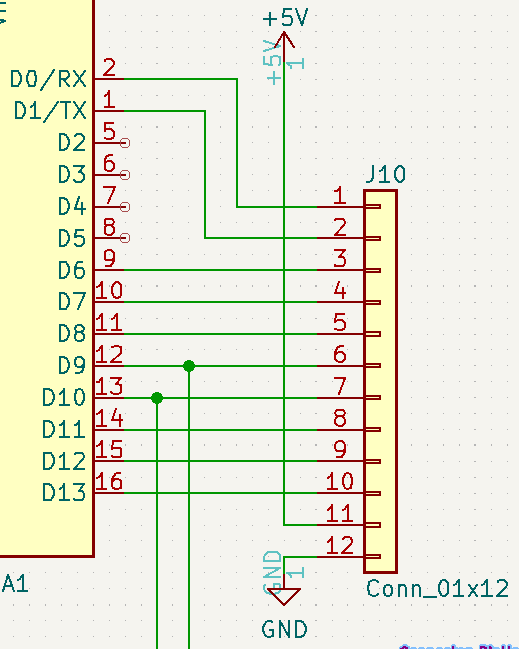 +5V
+5V
1
D0/RX 2
D1/TX 1
D2 5
D3 6
D4 7
D5 8
D6 9
D7 10
D8 11
D9 12
D10 13
D11 14
D12 15
D13 16
A1
J10
1
2
3
4
5
6
7
8
9
10
11
12
Conn_01x12
GND
1
GND